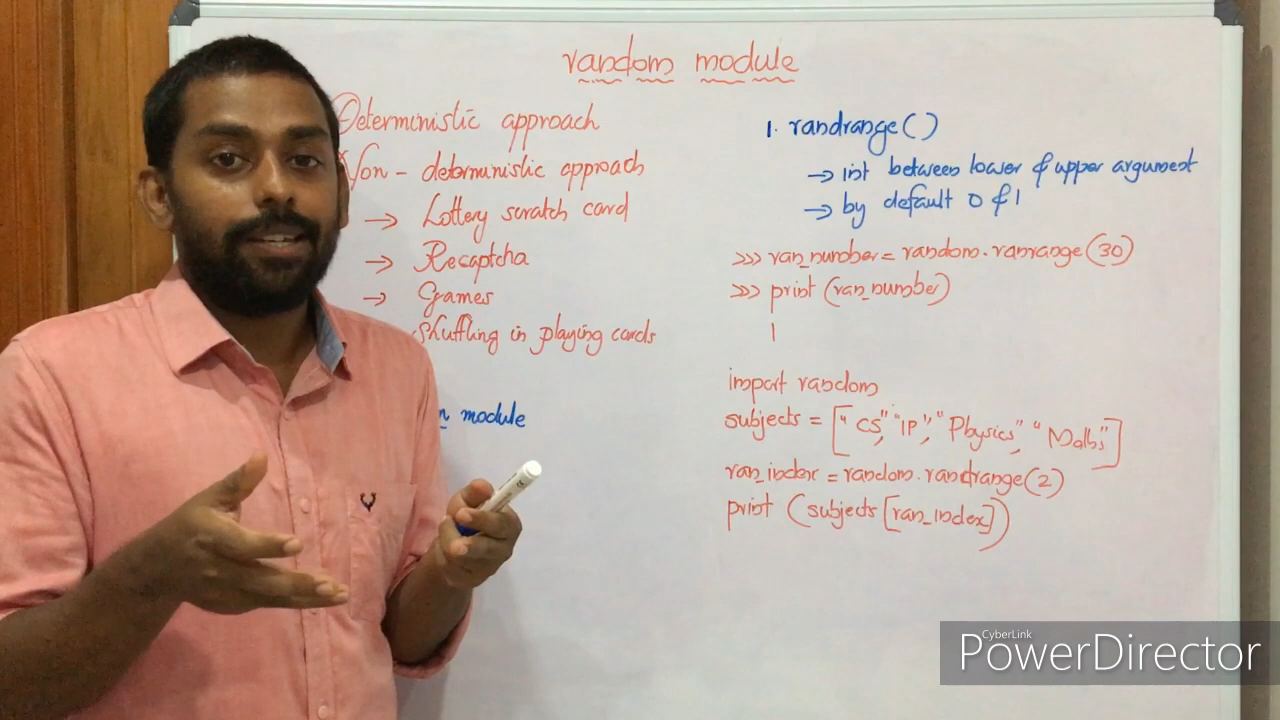 random module
Deterministic approach
Non - deterministic approach
→ Lottery scratch card
→ Recaptcha
→ Games
shuffling in playing cards
module
1. randrange()
→ int between lower & upper argument
→ by default 0 & 1
>>> ran_number = random.ranrange(30)
>>> print (ran_number)
1
import random
subjects = ["CS", "IP", "Physics", "Maths"]
ran_index = random.randrange(2)
print (subjects[ran_index])
CyberLink
PowerDirector